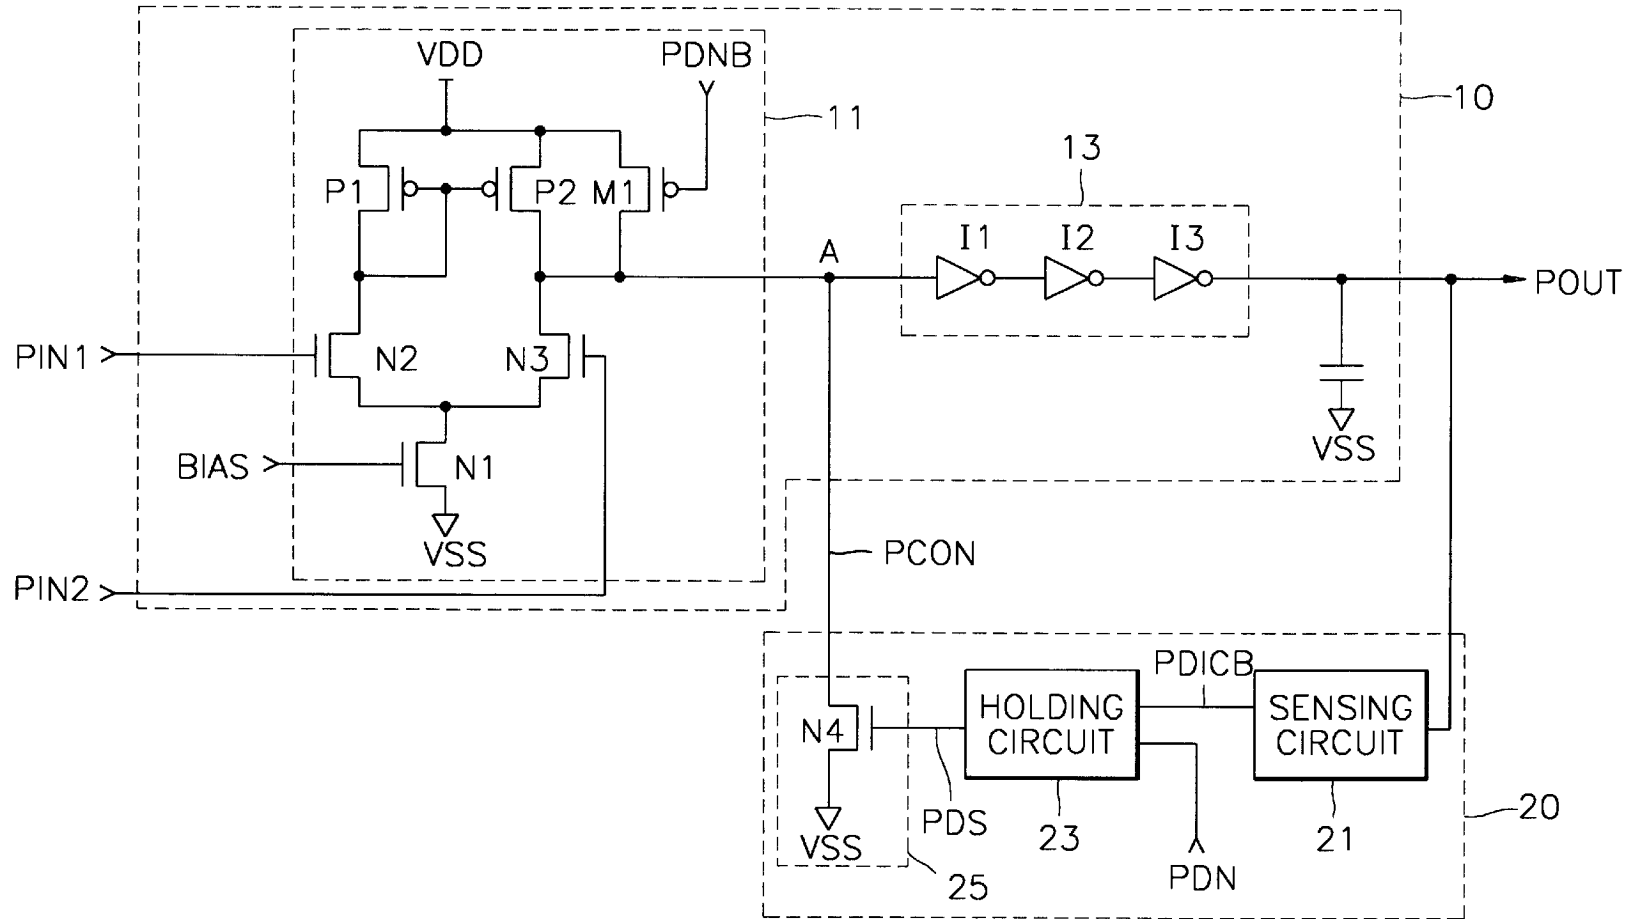 VDD
PDNB
10
11
13
P1
P2
M1
I1
I2
I3
A
POUT
PIN1
N2
N3
BIAS
N1
VSS
VSS
PCON
PIN2
PDICB
N4
HOLDING
CIRCUIT
SENSING
CIRCUIT
PDS
23
21
20
VSS
PDN
25